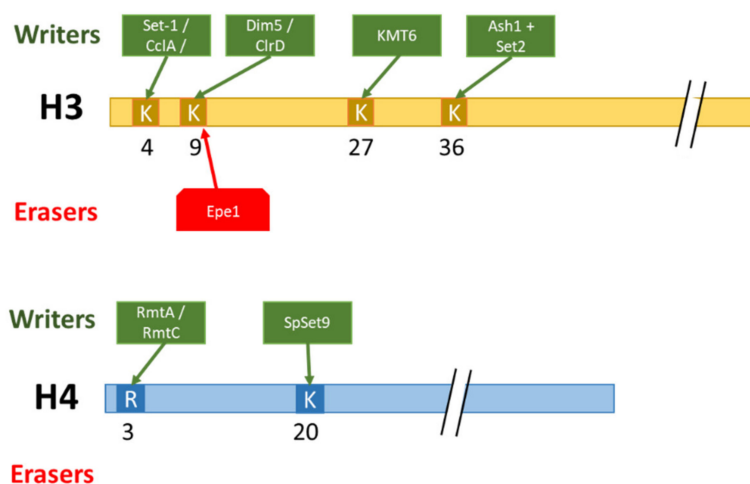 Writers
Set-1 /
CclA /
Dim5 /
ClrD
KMT6
Ash1 +
Set2
H3
K
K
K
K
4
9
27
36
Erasers
Epe1
Writers
RmtA /
RmtC
SpSet9
H4
R
K
3
20
Erasers